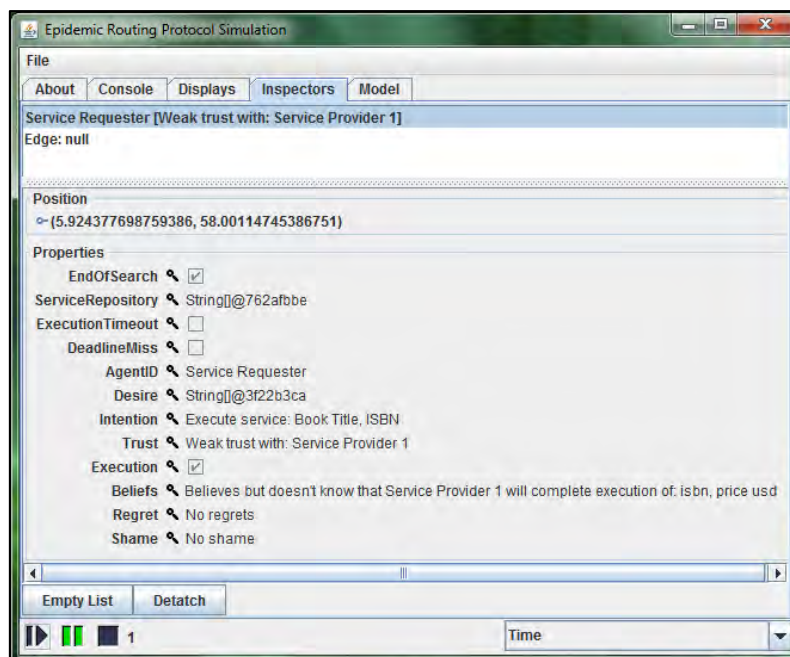 Epidemic Routing Protocol Simulation
File
About Console Displays Inspectors Model
Service Requester [Weak trust with: Service Provider 1]
Edge: null
Position
(5.924377698759386, 58.00114745386751)
Properties
EndOfSearch
ServiceRepository String[]@762afbbe
ExecutionTimeout
DeadlineMiss
AgentID Service Requester
Desire String[]@3f22b3ca
Intention Execute service: Book Title, ISBN
Trust Weak trust with: Service Provider 1
Execution
Beliefs Believes but doesn't know that Service Provider 1 will complete execution of: isbn, price usd
Regret No regrets
Shame No shame
Empty List Detatch
1 Time